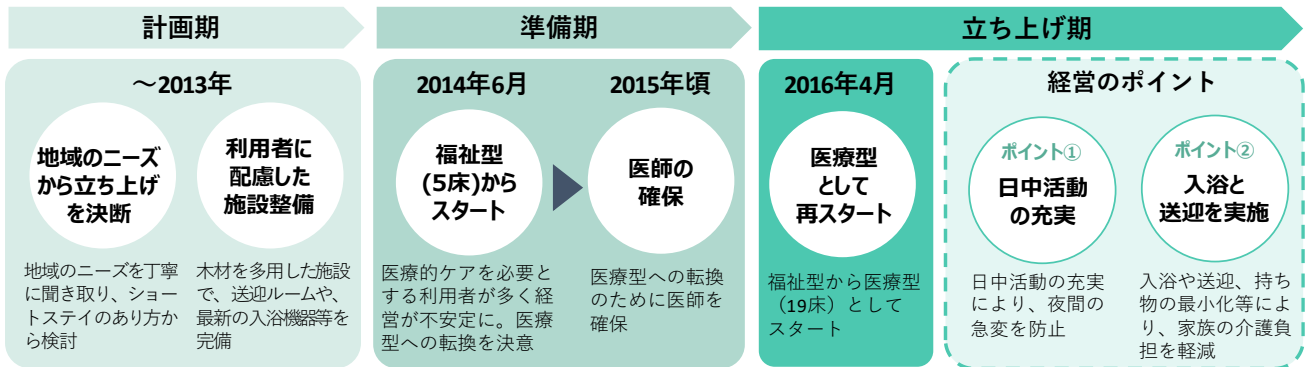 計画期
準備期
立ち上げ期
～2013年
地域のニーズ
から立ち上げ
を決断
利用者に
配慮した
施設整備
地域のニーズを丁寧
に聞き取り、ショー
トステイのあり方か
ら検討
木材を多用した施設
で、送迎ルームや、
最新の入浴機器等を
完備
2014年6月
福祉型
(5床)から
スタート
医療的ケアを必要と
する利用者が多く経
営が不安定に。医療
型への転換を決意
2015年頃
医師の
確保
医療型への転換
のために医師を
確保
2016年4月
医療型
として
再スタート
福祉型から医療型
（19床）として
スタート
経営のポイント
ポイント①
日中活動
の充実
日中活動の充実
により、夜間の
急変を防止
ポイント②
入浴と
送迎を実施
入浴や送迎、持ち
物の最小化等によ
り、家族の介護負
担を軽減